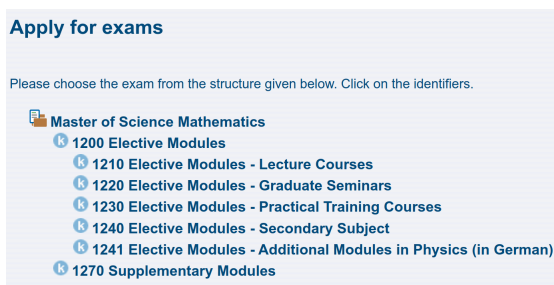 Apply for exams
Please choose the exam from the structure given below. Click on the identifiers.
Master of Science Mathematics
k 1200 Elective Modules
k 1210 Elective Modules - Lecture Courses
k 1220 Elective Modules - Graduate Seminars
k 1230 Elective Modules - Practical Training Courses
k 1240 Elective Modules - Secondary Subject
k 1241 Elective Modules - Additional Modules in Physics (in German)
k 1270 Supplementary Modules